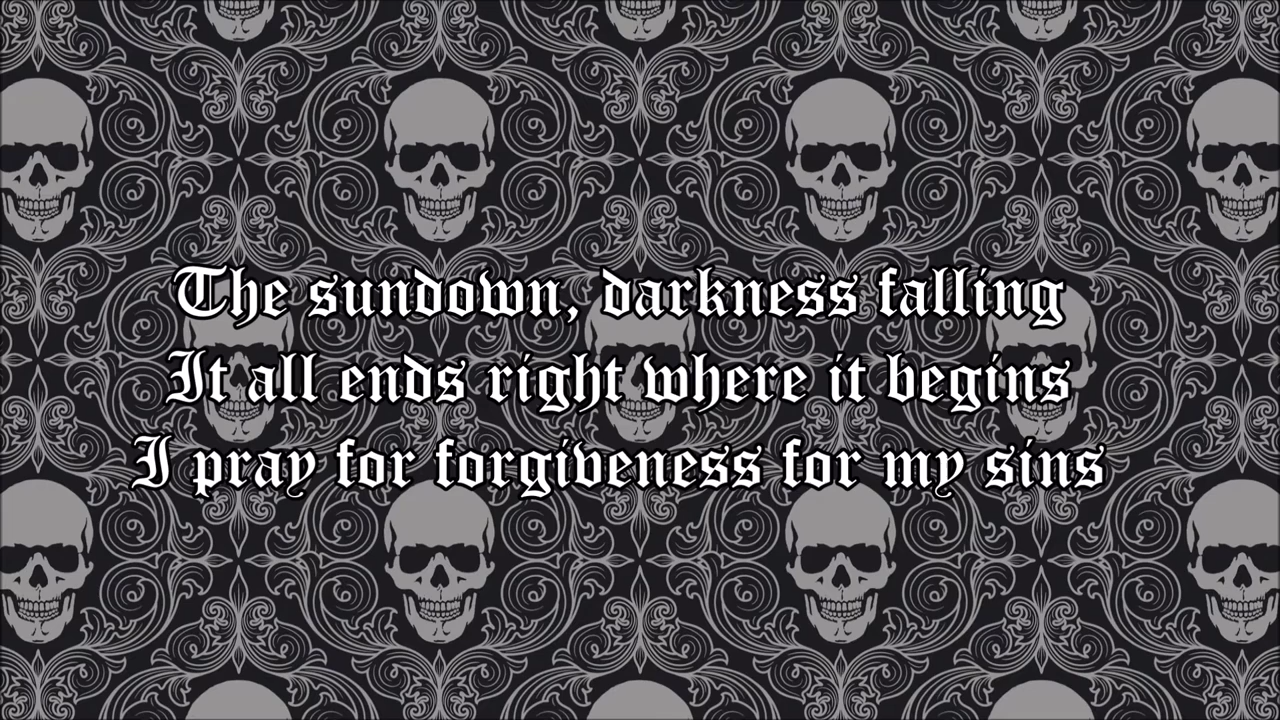 The sundown, darkness falling
It all ends right where it begins
I pray for forgiveness for my sins